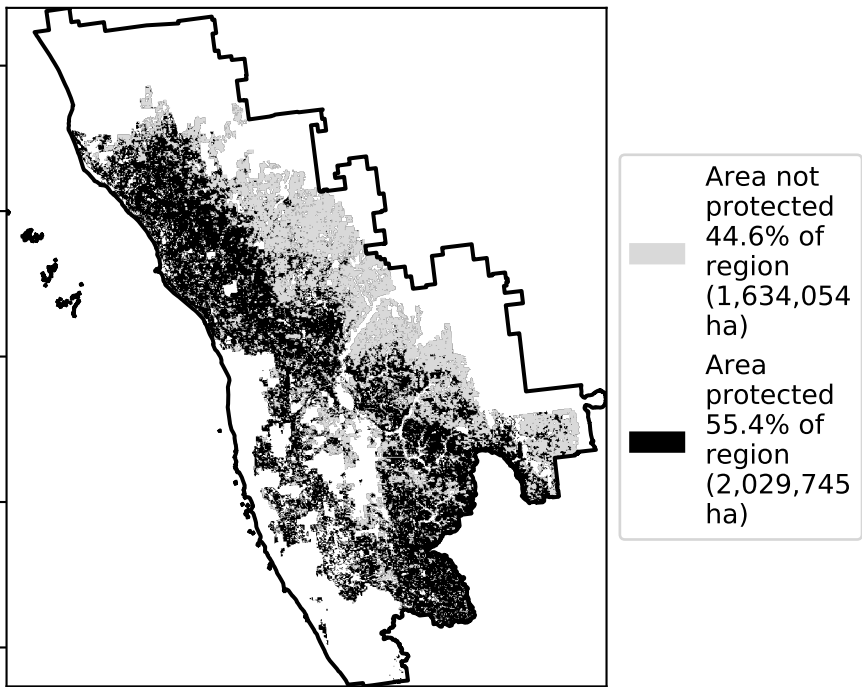 Area not
protected
44.6% of
region
(1,634,054
ha)
Area
protected
55.4% of
region
(2,029,745
ha)